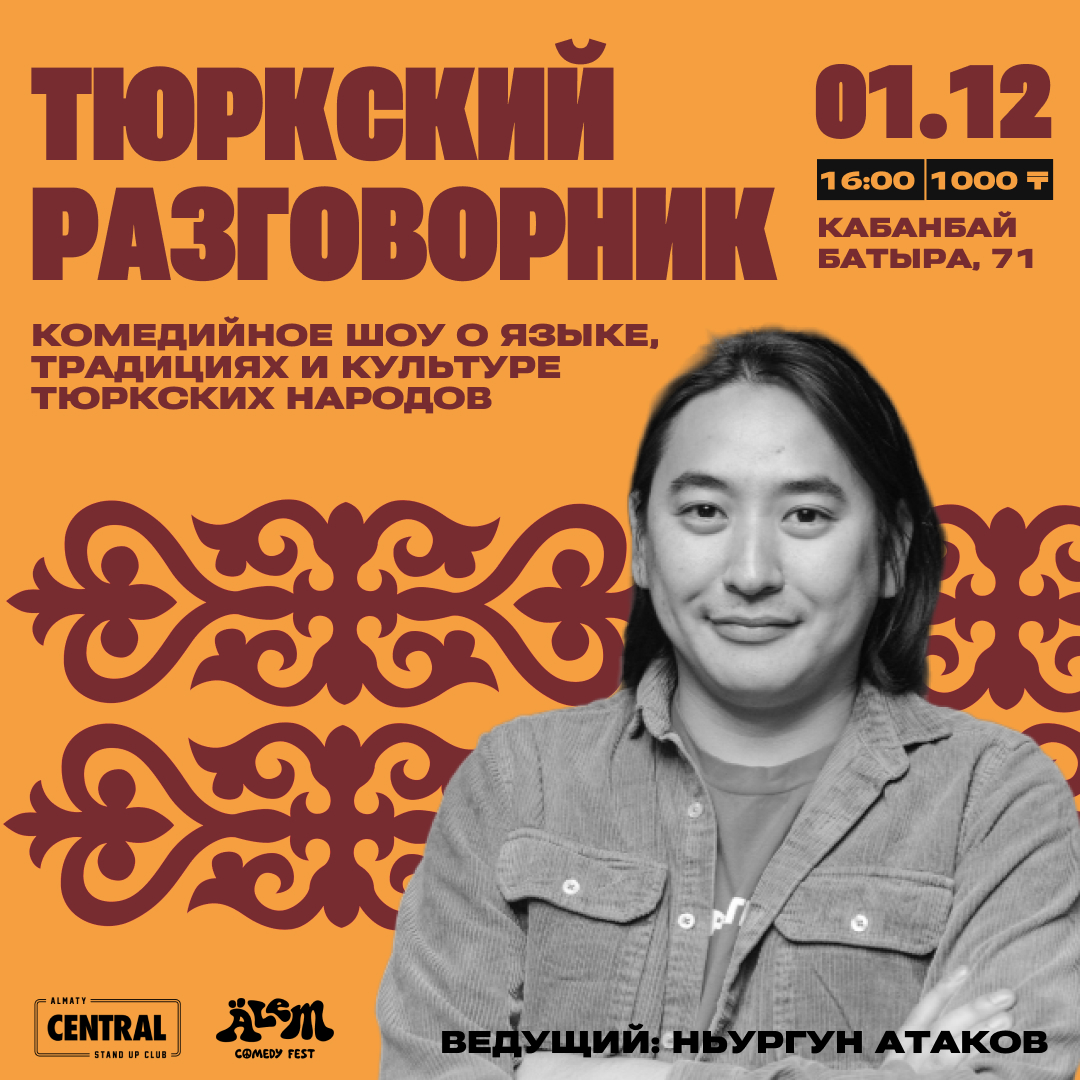 ТЮРКСКИЙ
РАЗГОВОРНИК
01.12
16:00 1000 ₸
КАБАНБАЙ
БАТЫРА, 71
КОМЕДИЙНОЕ ШОУ О ЯЗЫКЕ,
ТРАДИЦИЯХ И КУЛЬТУРЕ
ТЮРКСКИХ НАРОДОВ
ALMATY
CENTRAL
STAND UP CLUB
ÄLEM
COMEDY FEST
ВЕДУЩИЙ: НЬУРГУН АТАКОВ